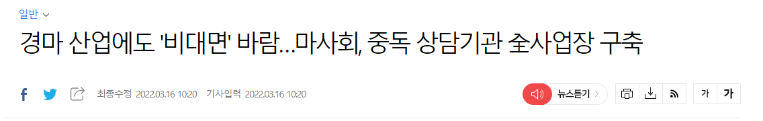 일반
경마 산업에도 '비대면' 바람…마사회, 중독 상담기관 全사업장 구축
최종수정 2022.03.16 10:20 기사입력 2022.03.16 10:20 뉴스듣기 가 가